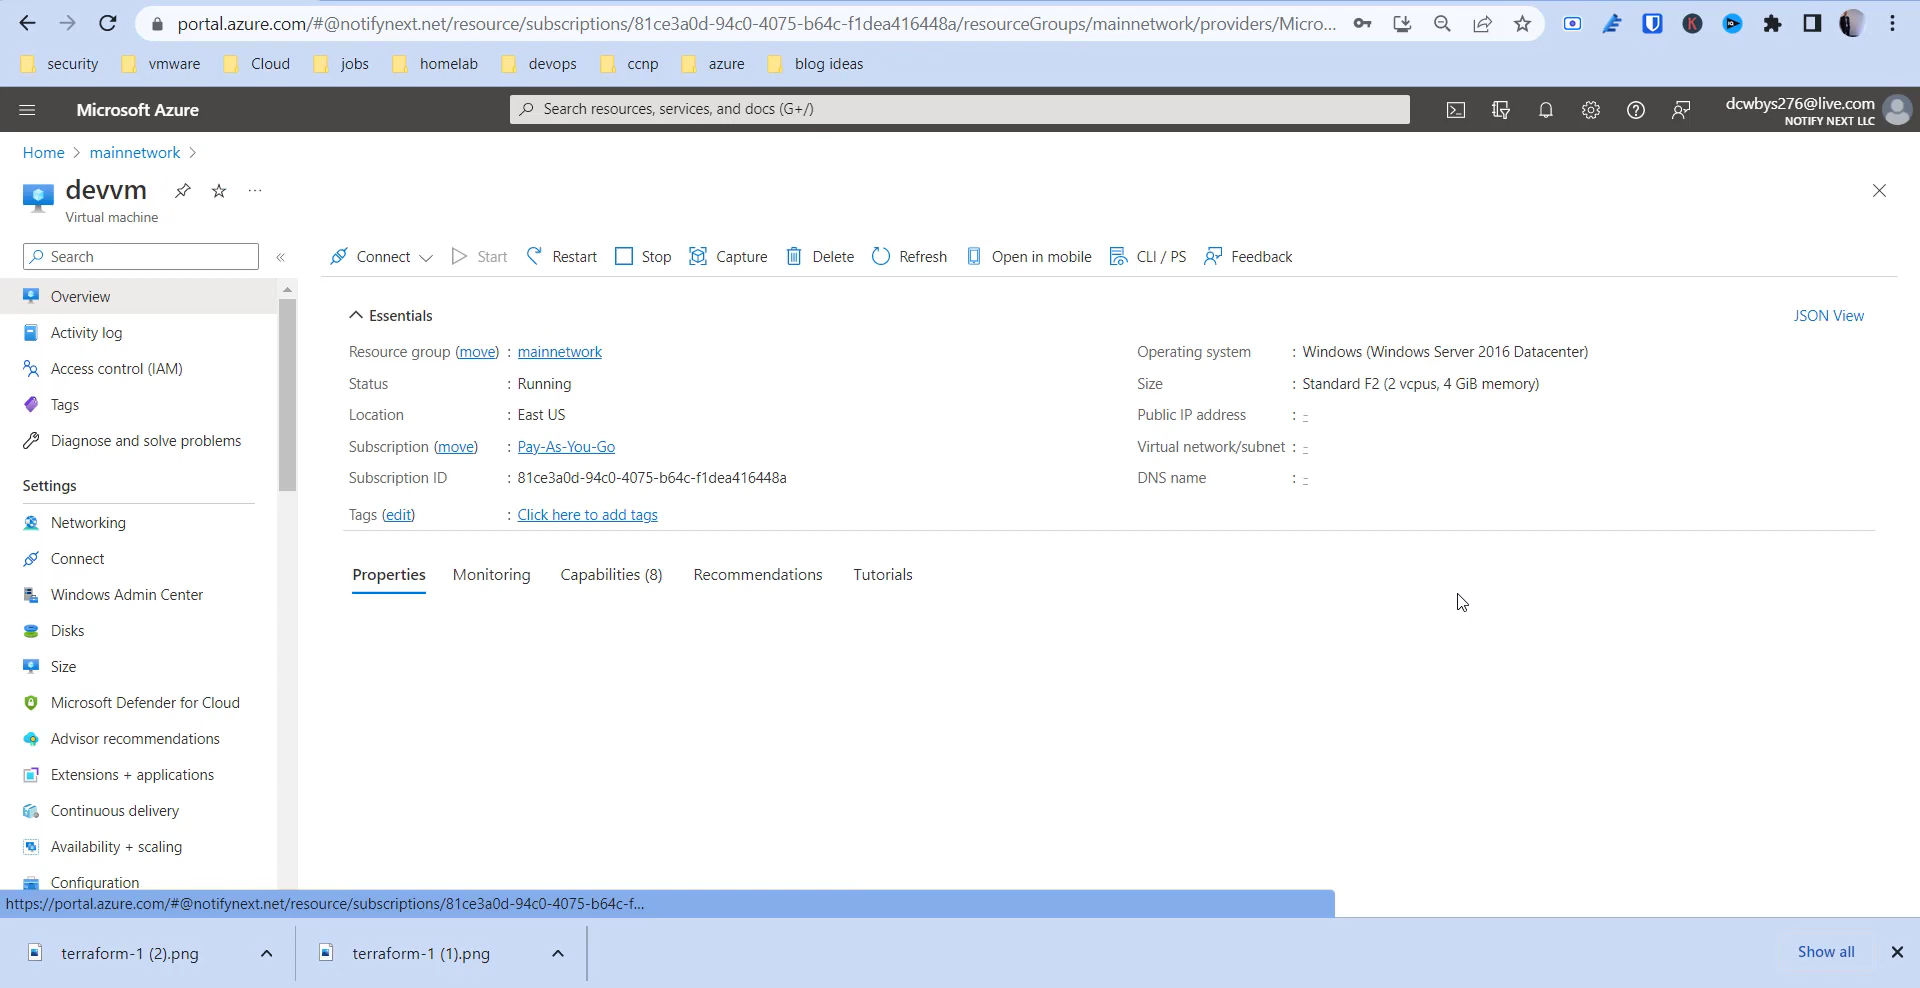 portal.azure.com/#@notifynext.net/resource/subscriptions/81ce3a0d-94c0-4075-b64c-f1dea416448a/resourceGroups/mainnetwork/providers/Micro...
security vmware Cloud jobs homelab devops ccnp azure blog ideas
Microsoft Azure
Search resources, services, and docs (G+/)
dcwbys276@live.com
NOTIFY NEXT LLC
Home > mainnetwork >
devvm
Virtual machine
Search
«
Connect Start Restart Stop Capture Delete Refresh Open in mobile CLI / PS Feedback
Overview
Activity log
Access control (IAM)
Tags
Diagnose and solve problems
Settings
Networking
Connect
Windows Admin Center
Disks
Size
Microsoft Defender for Cloud
Advisor recommendations
Extensions + applications
Continuous delivery
Availability + scaling
Configuration
Essentials
JSON View
Resource group (move) : mainnetwork
Status : Running
Location : East US
Subscription (move) : Pay-As-You-Go
Subscription ID : 81ce3a0d-94c0-4075-b64c-f1dea416448a
Tags (edit) : Click here to add tags
Operating system : Windows (Windows Server 2016 Datacenter)
Size : Standard F2 (2 vcpus, 4 GiB memory)
Public IP address : -
Virtual network/subnet : -
DNS name : -
Properties Monitoring Capabilities (8) Recommendations Tutorials
https://portal.azure.com/#@notifynext.net/resource/subscriptions/81ce3a0d-94c0-4075-b64c-f...
terraform-1 (2).png
terraform-1 (1).png
Show all